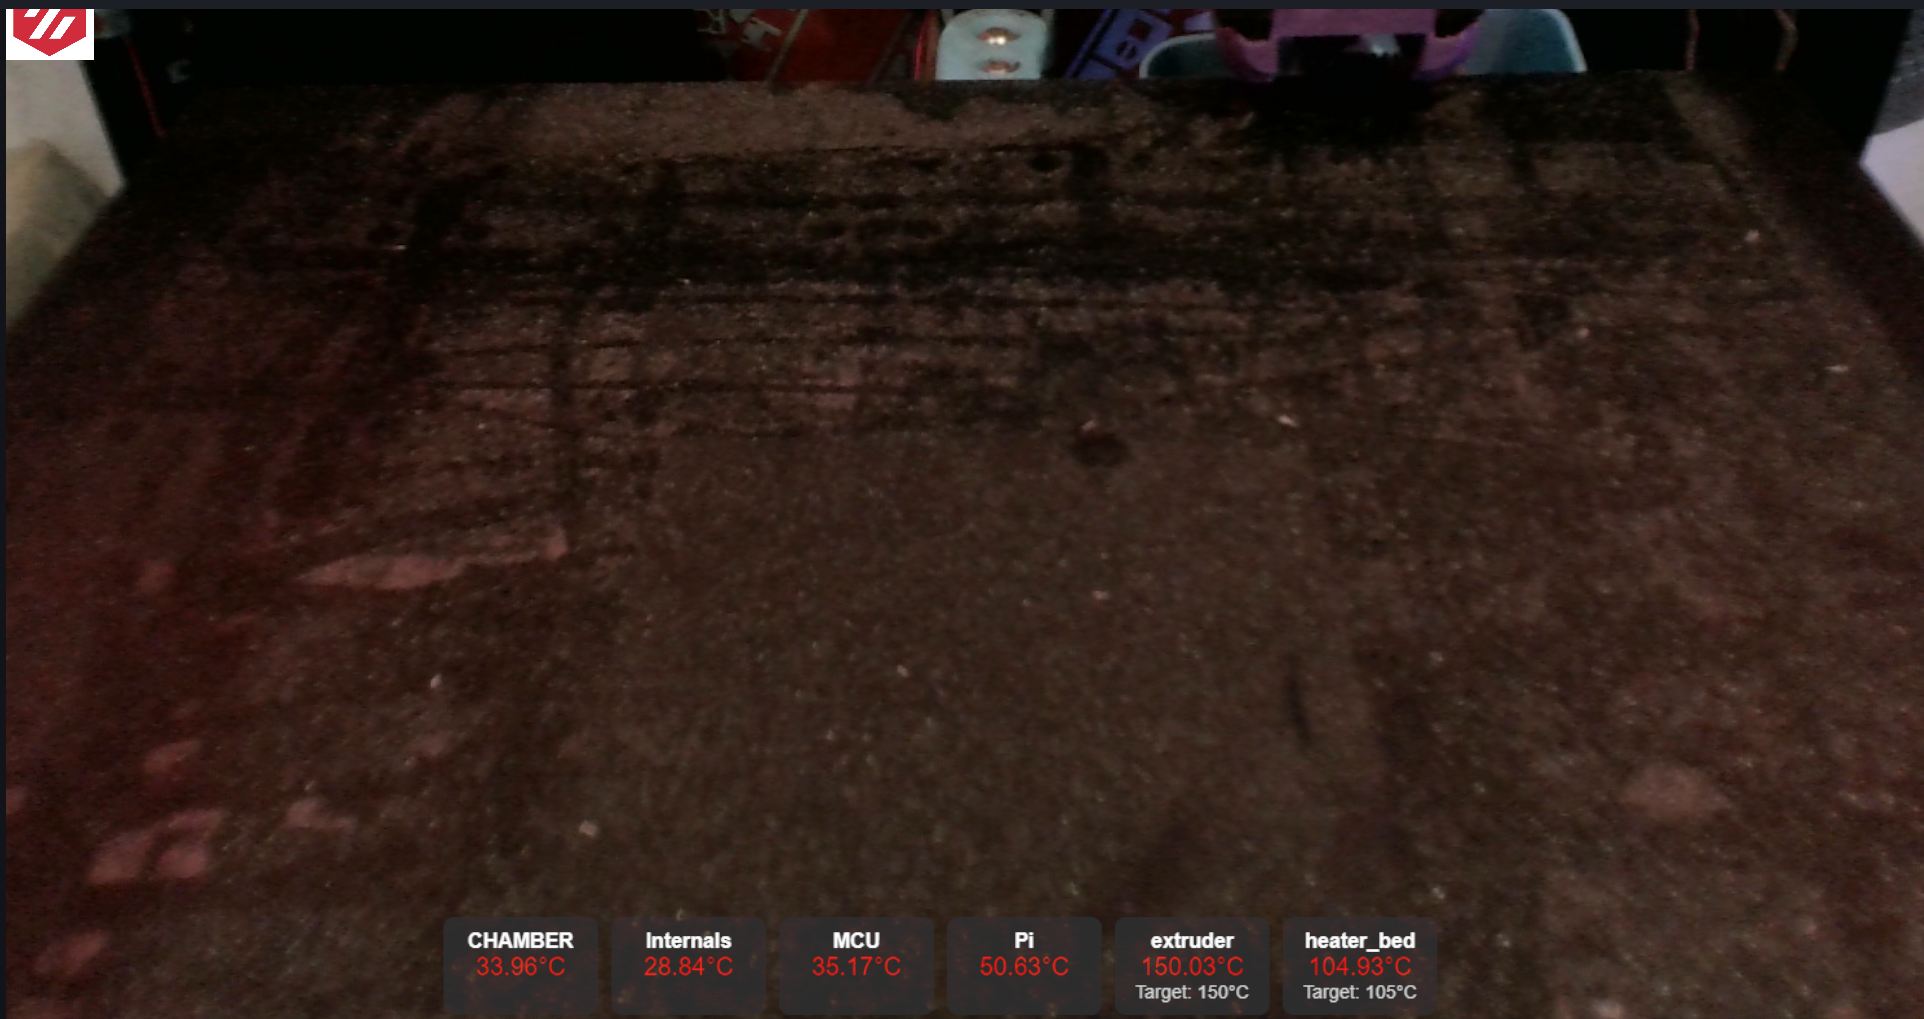 CHAMBER
33.96°C
Internals
28.84°C
MCU
35.17°C
Pi
50.63°C
extruder
150.03°C
Target: 150°C
heater_bed
104.93°C
Target: 105°C